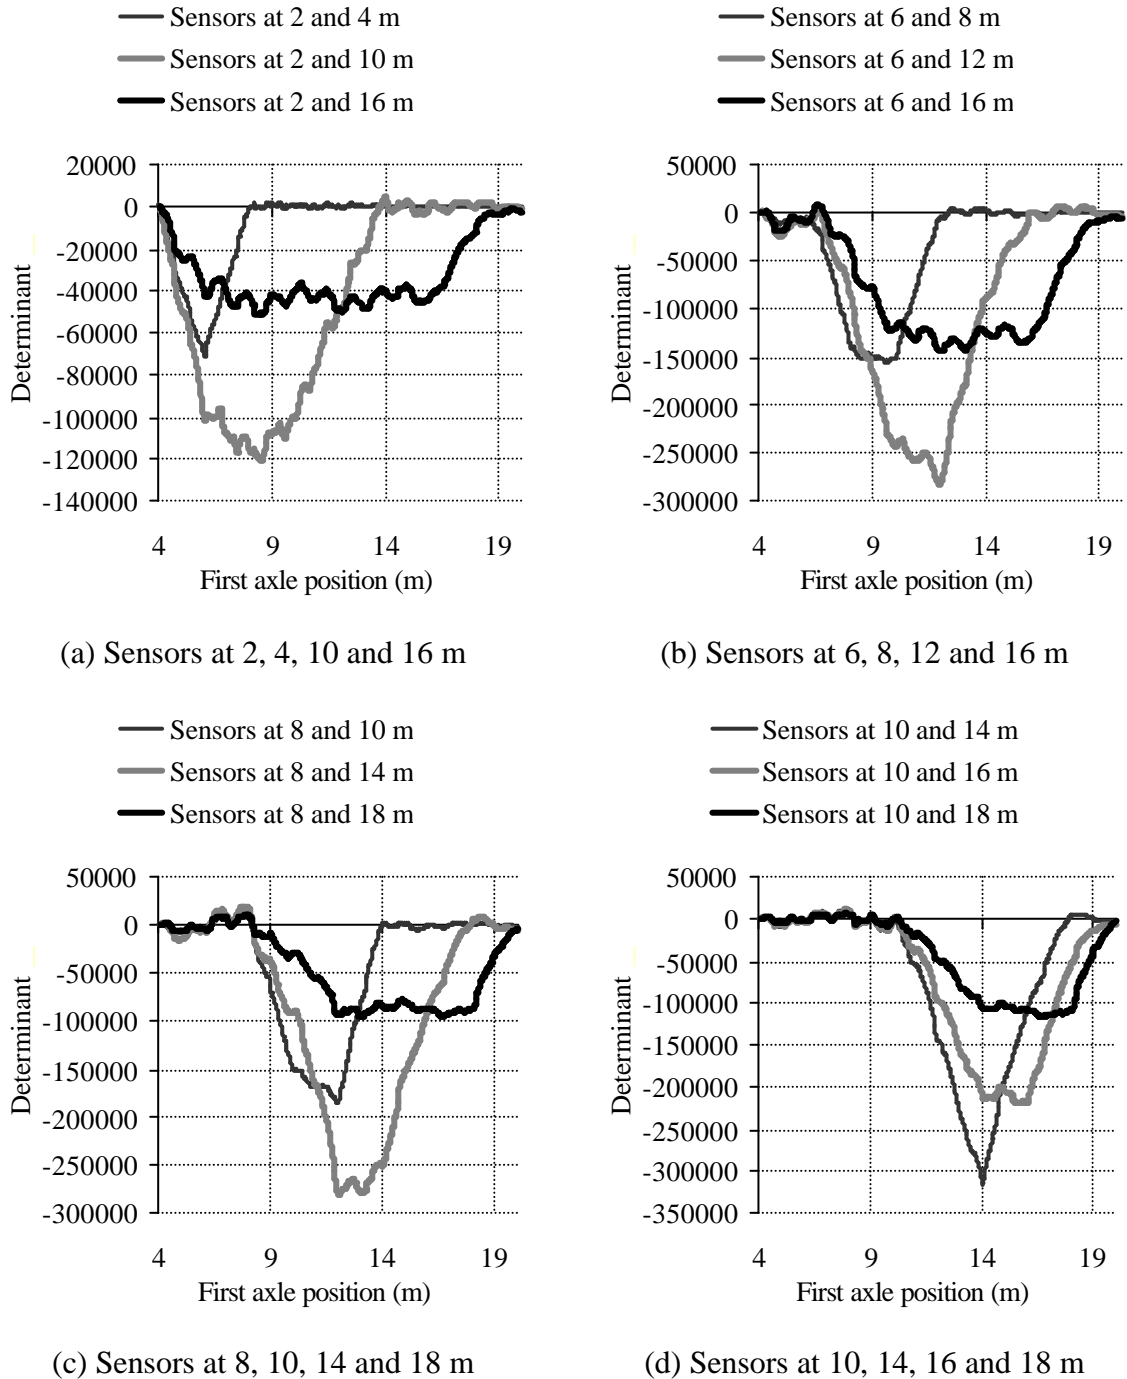 Sensors at 2 and 4 m
Sensors at 2 and 10 m
Sensors at 2 and 16 m
20000
0
-20000
-40000
-60000
-80000
-100000
-120000
-140000
Determinant
4 9 14 19
First axle position (m)
(a) Sensors at 2, 4, 10 and 16 m
Sensors at 6 and 8 m
Sensors at 6 and 12 m
Sensors at 6 and 16 m
50000
0
-50000
-100000
-150000
-200000
-250000
-300000
Determinant
4 9 14 19
First axle position (m)
(b) Sensors at 6, 8, 12 and 16 m
Sensors at 8 and 10 m
Sensors at 8 and 14 m
Sensors at 8 and 18 m
50000
0
-50000
-100000
-150000
-200000
-250000
-300000
Determinant
4 9 14 19
First axle position (m)
(c) Sensors at 8, 10, 14 and 18 m
Sensors at 10 and 14 m
Sensors at 10 and 16 m
Sensors at 10 and 18 m
50000
0
-50000
-100000
-150000
-200000
-250000
-300000
-350000
Determinant
4 9 14 19
First axle position (m)
(d) Sensors at 10, 14, 16 and 18 m